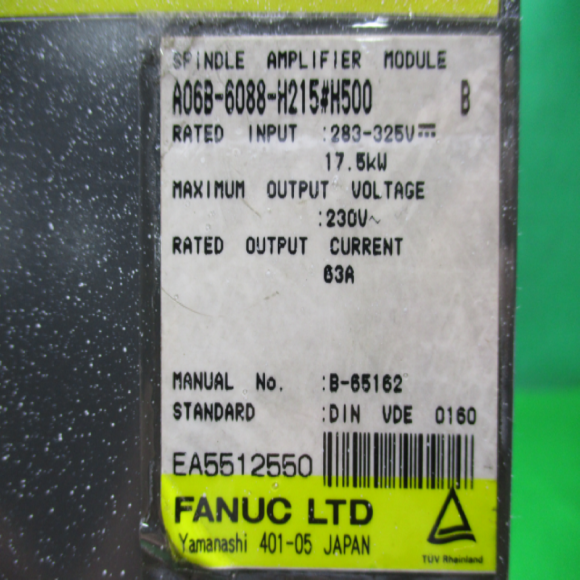 SPINDLE AMPLIFIER MODULE
A06B-6088-H215#H500 B
RATED INPUT :283-325V⎓
17.5kW
MAXIMUM OUTPUT VOLTAGE
:230V~
RATED OUTPUT CURRENT
63A
MANUAL No. :B-65162
STANDARD :DIN VDE 0160
EA5512550
FANUC LTD
Yamanashi 401-05 JAPAN
TÜV Rheinland